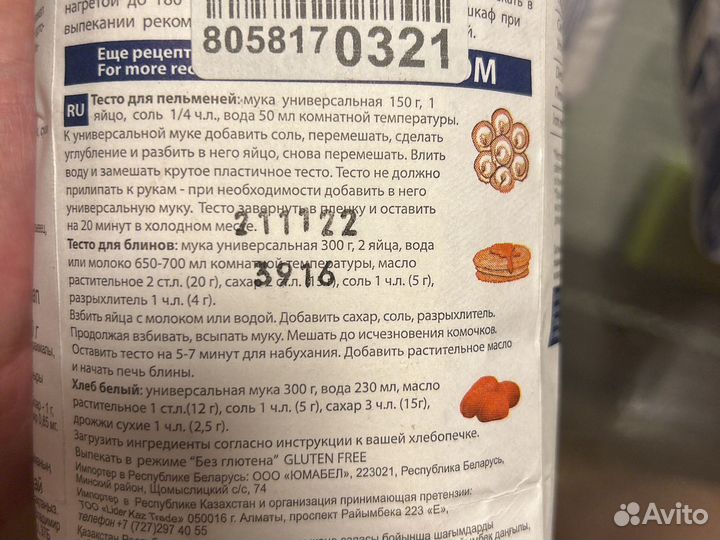 нагретой до 180
выпекании реком
шкаф при
8058170321
Еще рецепт
For more rec
OM
RU
Тесто для пельменей: мука универсальная 150 г, 1
яйцо, соль 1/4 ч.л., вода 50 мл комнатной температуры.
К универсальной муке добавить соль, перемешать, сделать
углубление и разбить в него яйцо, снова перемешать. Влить
воду и замешать крутое пластичное тесто. Тесто не должно
прилипать к рукам - при необходимости добавить в него
универсальную муку. Тесто завернуть в пленку и оставить
на 20 минут в холодном месте.
211122
Тесто для блинов: мука универсальная 300 г, 2 яйца, вода
или молоко 650-700 мл комнатной температуры, масло
3916
растительное 2 ст.л. (20 г), сахар 2 ст.л. (15г), соль 1 ч.л. (5 г),
разрыхлитель 1 ч.л. (4 г).
Взбить яйца с молоком или водой. Добавить сахар, соль, разрыхлитель.
Продолжая взбивать, всыпать муку. Мешать до исчезновения комочков.
Оставить тесто на 5-7 минут для набухания. Добавить растительное масло
и начать печь блины.
Хлеб белый: универсальная мука 300 г, вода 230 мл, масло
растительное 1 ст.л.(12 г), соль 1 ч.л. (5 г), сахар 3 ч.л. (15г),
дрожжи сухие 1 ч.л. (2,5 г).
Загрузить ингредиенты согласно инструкции к вашей хлебопечке.
Выпекать в режиме "Без глютена" GLUTEN FREE
Импортер в Республике Беларусь: ООО «ЮМАБЕЛ», 223021, Республика Беларусь,
Минский район, Щомыслицкий с/с, 74
Импортер в Республике Казахстан и организация принимающая претензии:
ТОО «Lider Kaz Trade» 050016 г. Алматы, проспект Райымбека 223 «Е»,
телефон +7 (727)297 40 55
бойынша шағымдарды
Avito